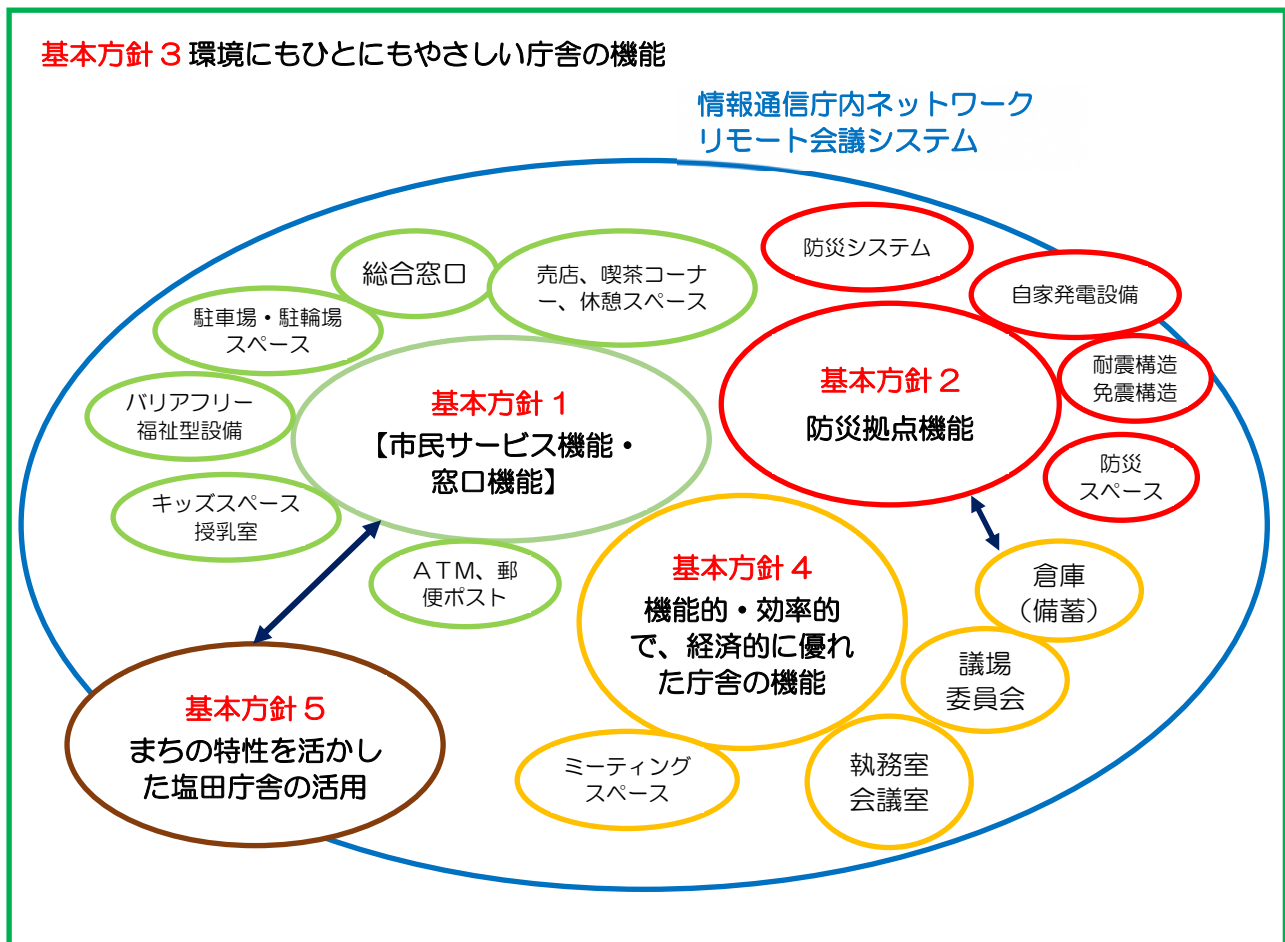 基本方針3 環境にもひとにもやさしい庁舎の機能
情報通信庁内ネットワーク
リモート会議システム
防災システム
総合窓口
売店、喫茶コーナ
ー、休憩スペース
自家発電設備
駐車場・駐輪場
スペース
耐震構造
免震構造
基本方針1
【市民サービス機能・
窓口機能】
基本方針2
防災拠点機能
バリアフリー
福祉型設備
防災
スペース
キッズスペース
授乳室
ATM、郵
便ポスト
基本方針4
機能的・効率的
で、経済的に優れ
た庁舎の機能
倉庫
(備蓄)
議場
委員会
基本方針5
まちの特性を活かし
た塩田庁舎の活用
ミーティング
スペース
執務室
会議室